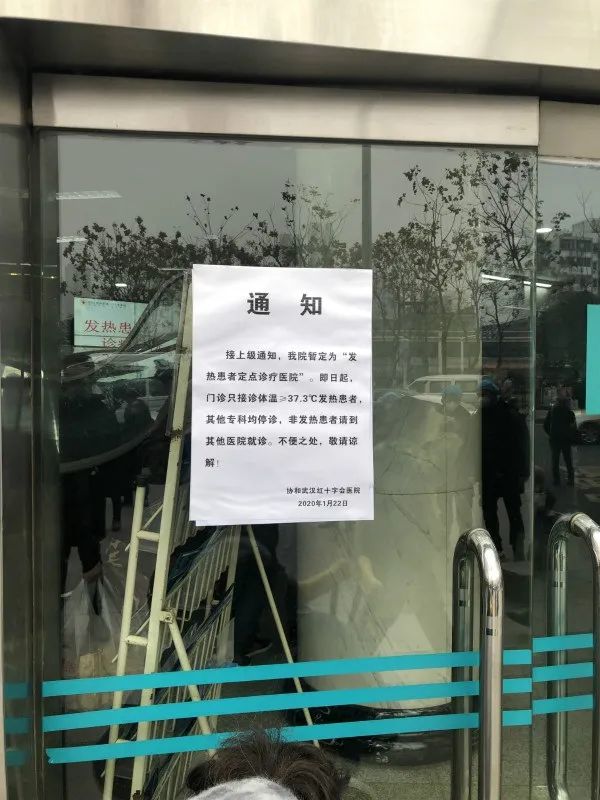 通 知
接上级通知，我院暂定为“发
热患者定点诊疗医院”。即日起，
门诊只接诊体温≥37.3℃发热患者，
其他专科均停诊，非发热患者请到
其他医院就诊。不便之处，敬请谅
解！
协和武汉红十字会医院
2020年1月22日
发热患